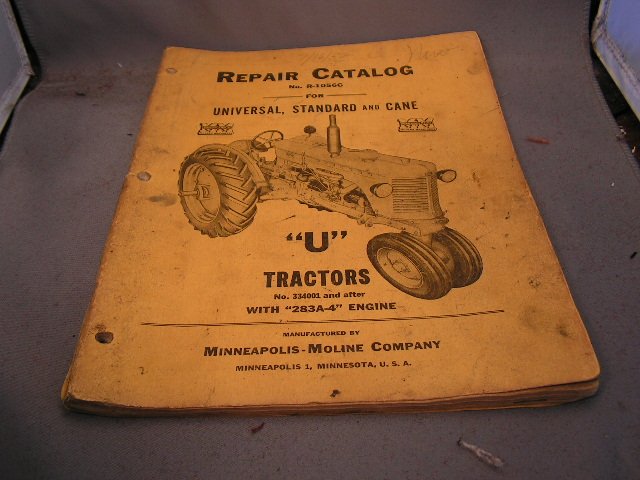 REPAIR CATALOG
No. R-1056C
FOR
UNIVERSAL, STANDARD AND CANE
"U"
TRACTORS
No. 334001 and after
WITH "283A-4" ENGINE
MANUFACTURED BY
MINNEAPOLIS-MOLINE COMPANY
MINNEAPOLIS 1, MINNESOTA, U. S. A.